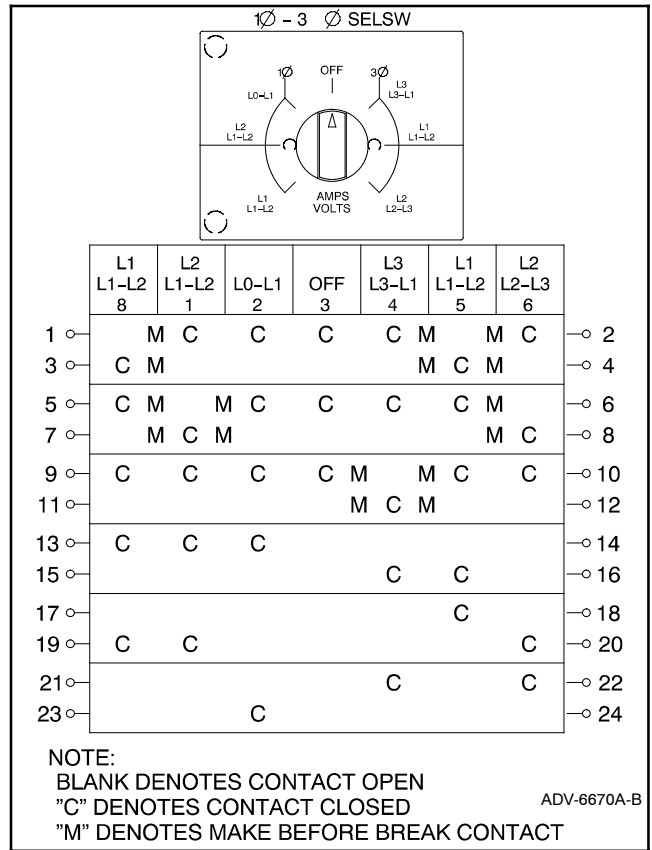 1Ø – 3 Ø SELSW
1Ø OFF 3Ø
L0–L1
L3
L3–L1
L2
L1–L2
L1
L1–L2
L1
L1–L2
AMPS
VOLTS
L2
L2–L3
L1 L2 L3 L1 L2
L1–L2 L1–L2 L0–L1 OFF L3–L1 L1–L2 L2–L3
8 1 2 3 4 5 6
1 M C C C C M M C 2
3 C M M C M 4
5 C M M C C C C M 6
7 M C M M C 8
9 C C C C M M C C 10
11 M C M 12
13 C C C 14
15 C C 16
17 C 18
19 C C C 20
21 C C 22
23 C 24
NOTE:
BLANK DENOTES CONTACT OPEN
"C" DENOTES CONTACT CLOSED
ADV-6670A-B
"M" DENOTES MAKE BEFORE BREAK CONTACT